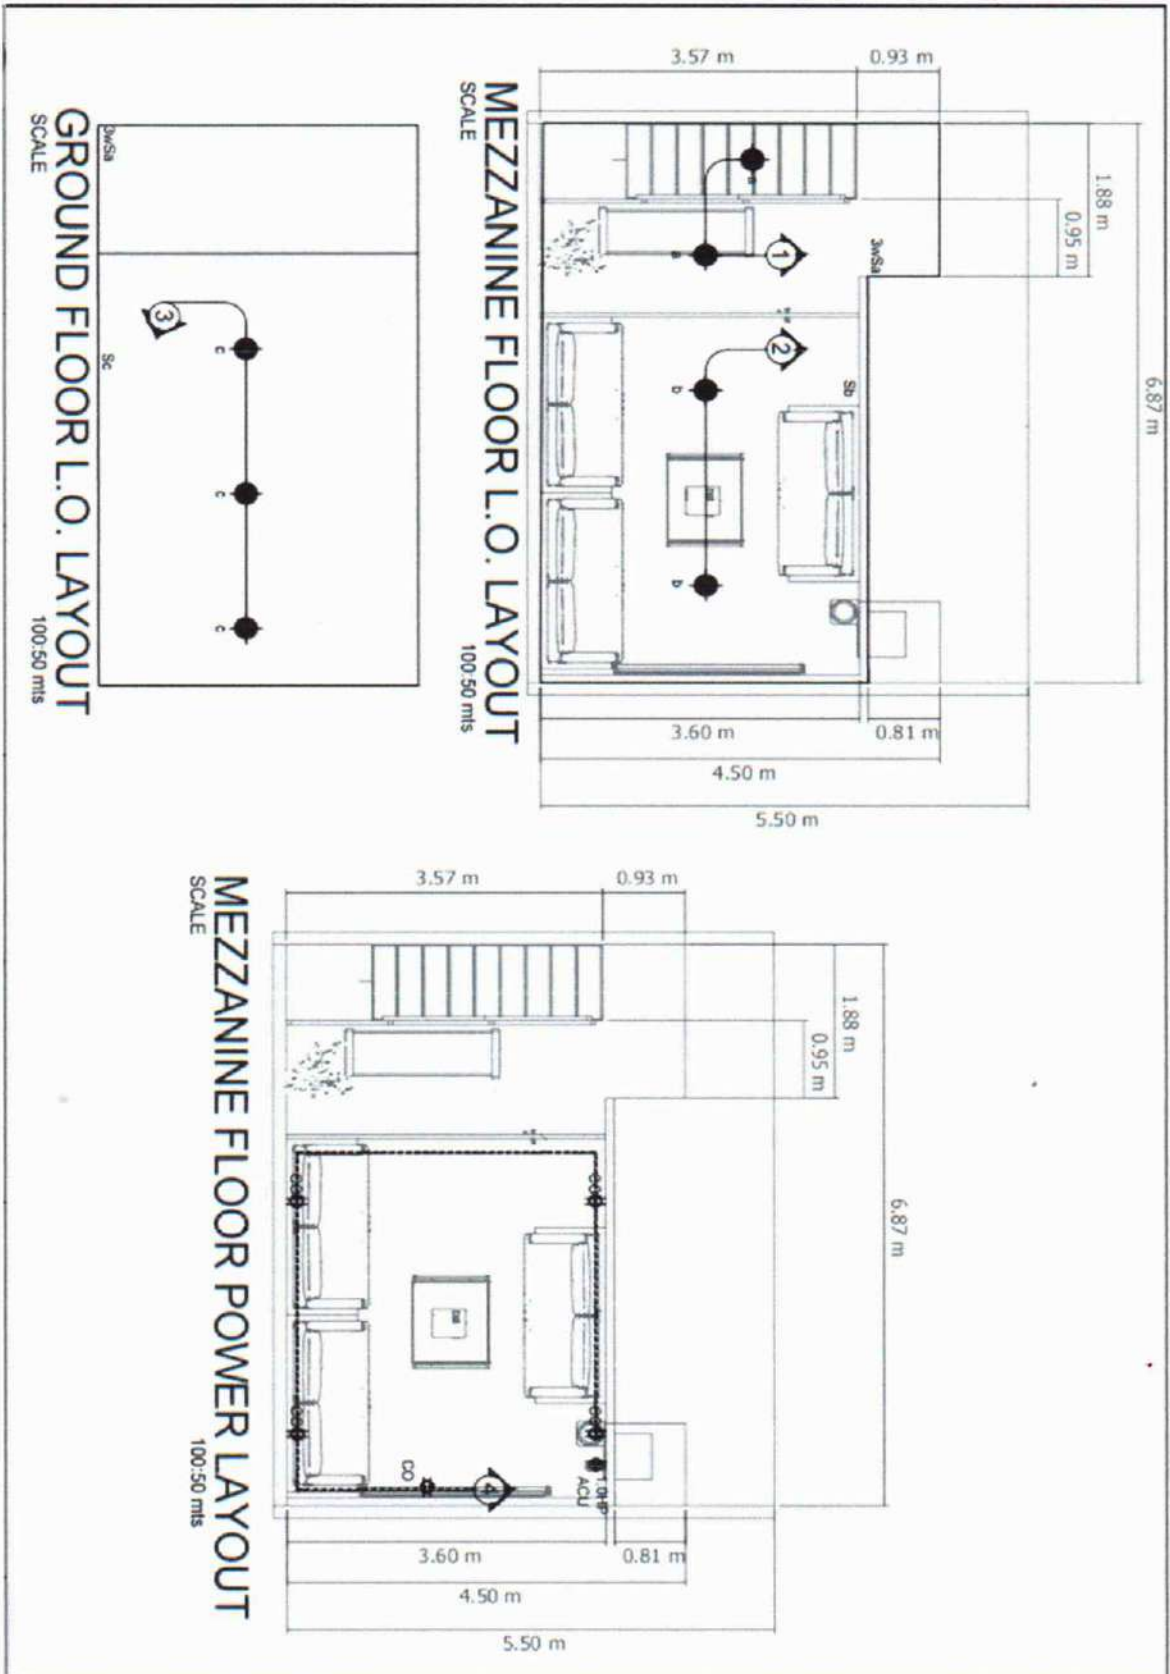 3.57 m
0.93 m
1.88 m
0.95 m
6.87 m
a
a
1
3wSa
2
b
b
Sb
3.60 m
0.81 m
4.50 m
5.50 m
MEZZANINE FLOOR L.O. LAYOUT
SCALE
100:50 mts
3wSa
Sc
3
c
c
c
GROUND FLOOR L.O. LAYOUT
SCALE
100:50 mts
3.57 m
0.93 m
1.88 m
0.95 m
6.87 m
CO
4
1.0HP
ACU
3.60 m
0.81 m
4.50 m
5.50 m
MEZZANINE FLOOR POWER LAYOUT
SCALE
100:50 mts